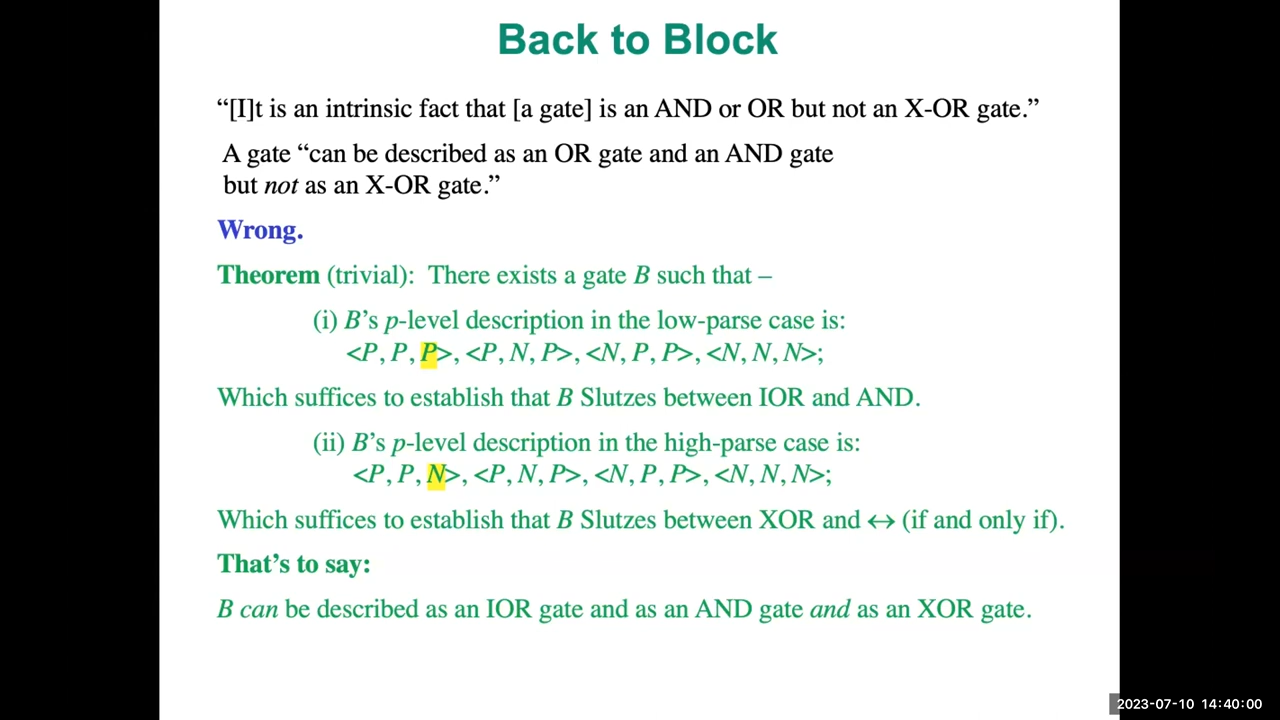 Back to Block
“[I]t is an intrinsic fact that [a gate] is an AND or OR but not an X-OR gate.”
A gate “can be described as an OR gate and an AND gate
but not as an X-OR gate.”
Wrong.
Theorem (trivial): There exists a gate B such that –
(i) B’s p-level description in the low-parse case is:
<P, P, P>, <P, N, P>, <N, P, P>, <N, N, N>;
Which suffices to establish that B Slutzes between IOR and AND.
(ii) B’s p-level description in the high-parse case is:
<P, P, N>, <P, N, P>, <N, P, P>, <N, N, N>;
Which suffices to establish that B Slutzes between XOR and ↔ (if and only if).
That’s to say:
B can be described as an IOR gate and as an AND gate and as an XOR gate.
2023-07-10 14:40:00